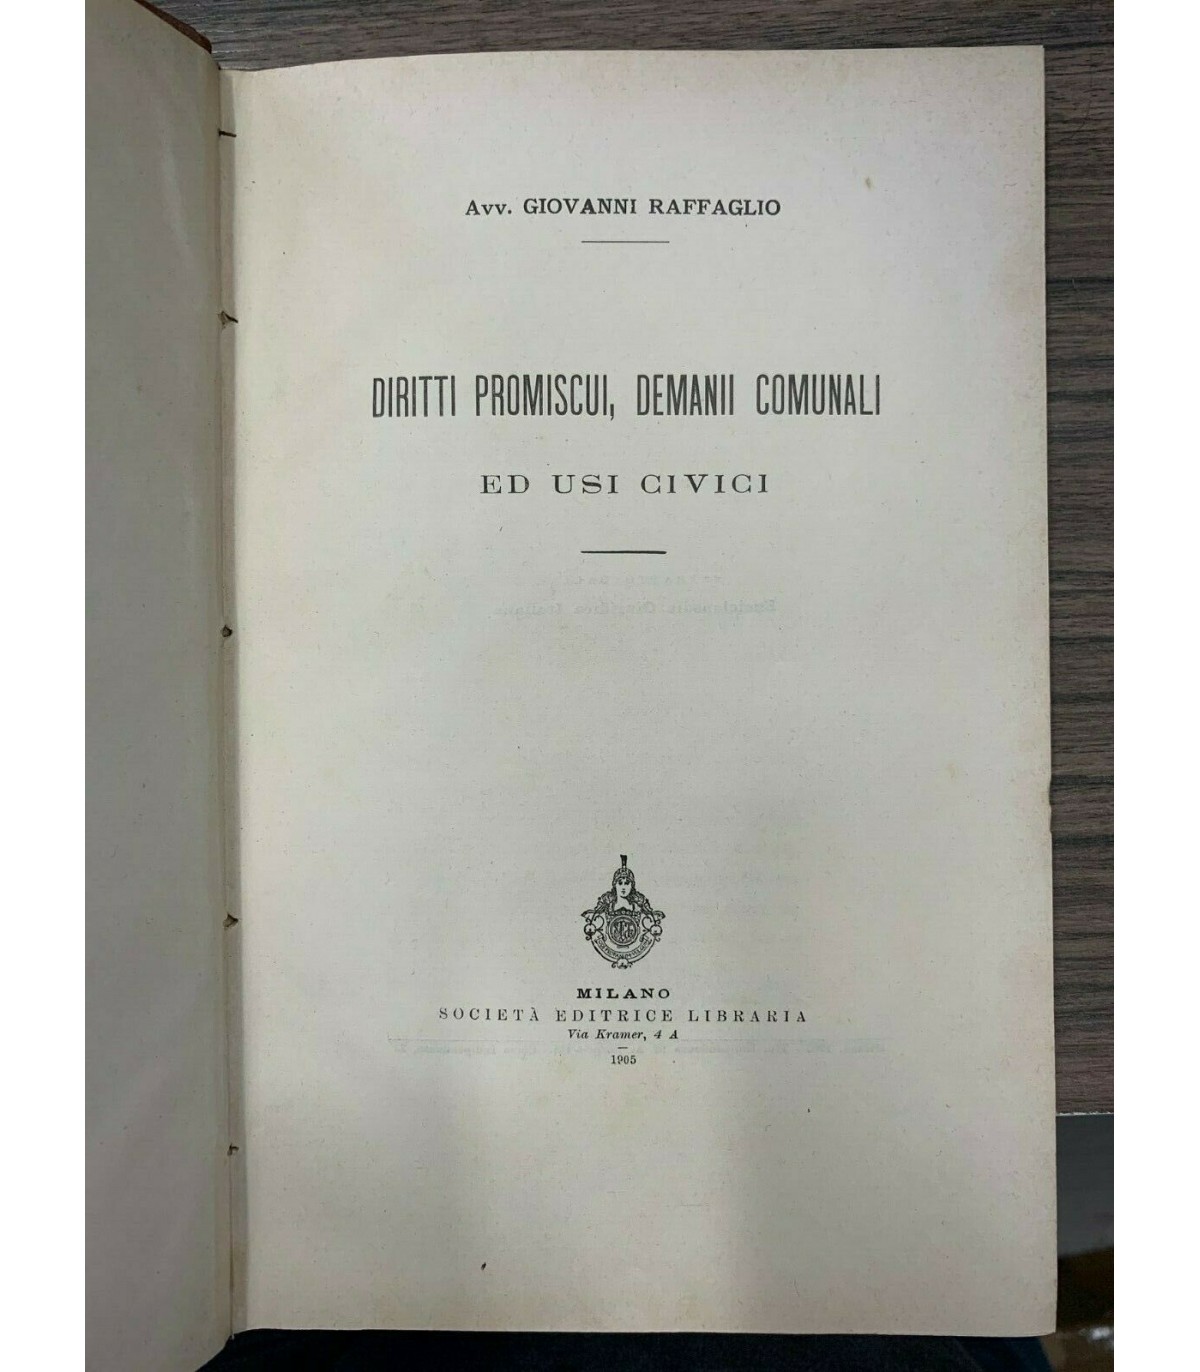 Avv. GIOVANNI RAFFAGLIO
DIRITTI PROMISCUI, DEMANII COMUNALI
ED USI CIVICI
MILANO
SOCIETÀ EDITRICE LIBRARIA
Via Kramer, 4 A
1905